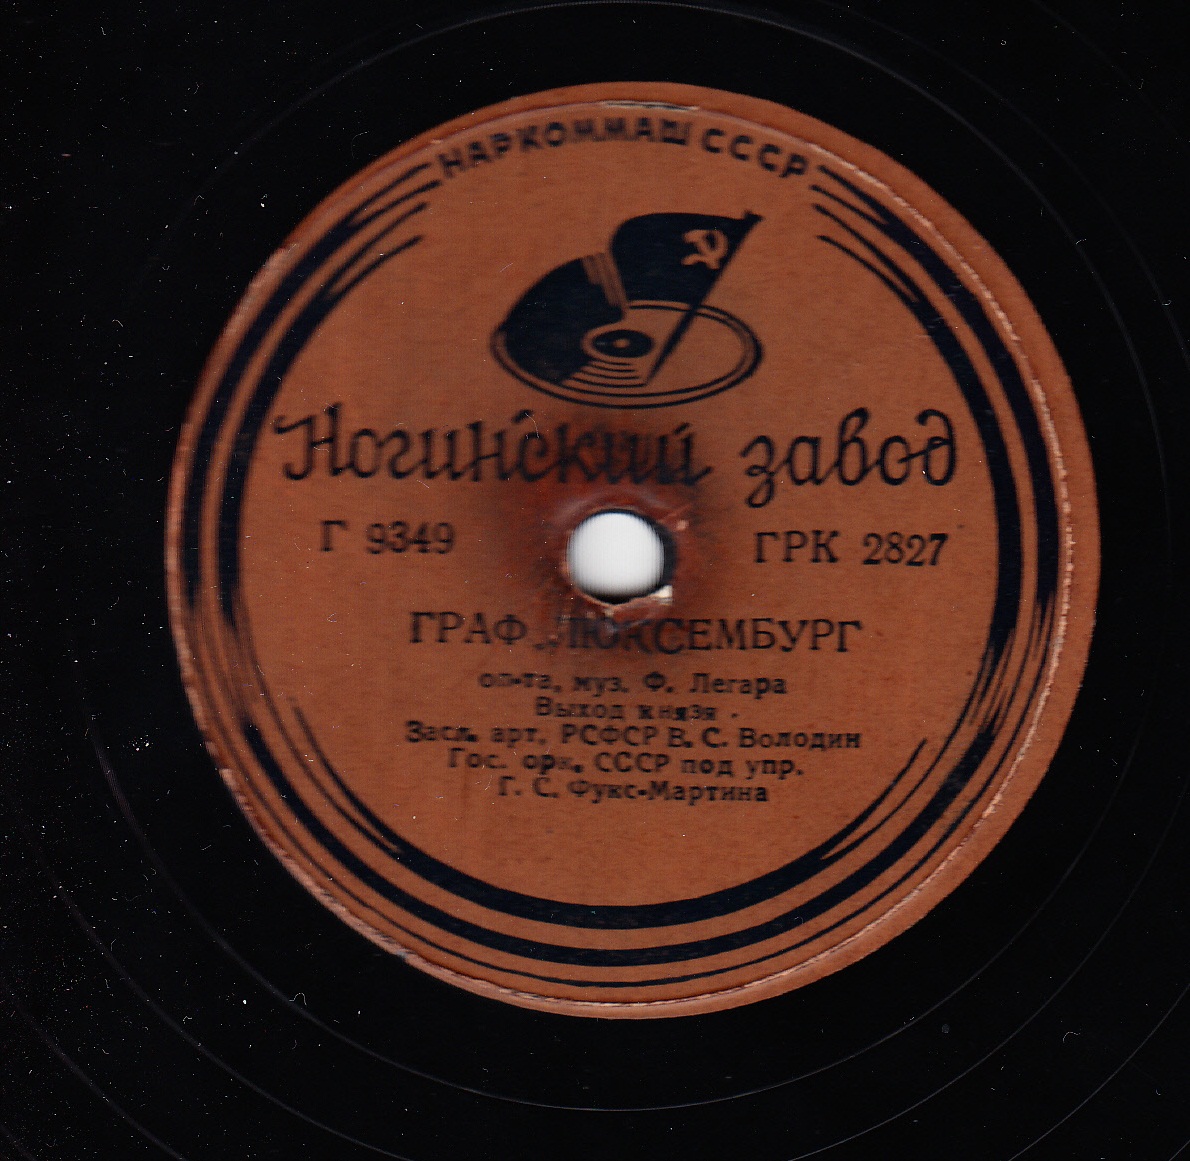 НАРКОММАШ СССР
Ногинский завод
Г 9349 ГРК 2827
ГРАФ ЛЮКСЕМБУРГ
оп-та, муз. Ф. Легара
Выход князя
Засл. арт. РСФСР В. С. Володин
Гос. орк. СССР под упр.
Г. С. Фукс-Мартина